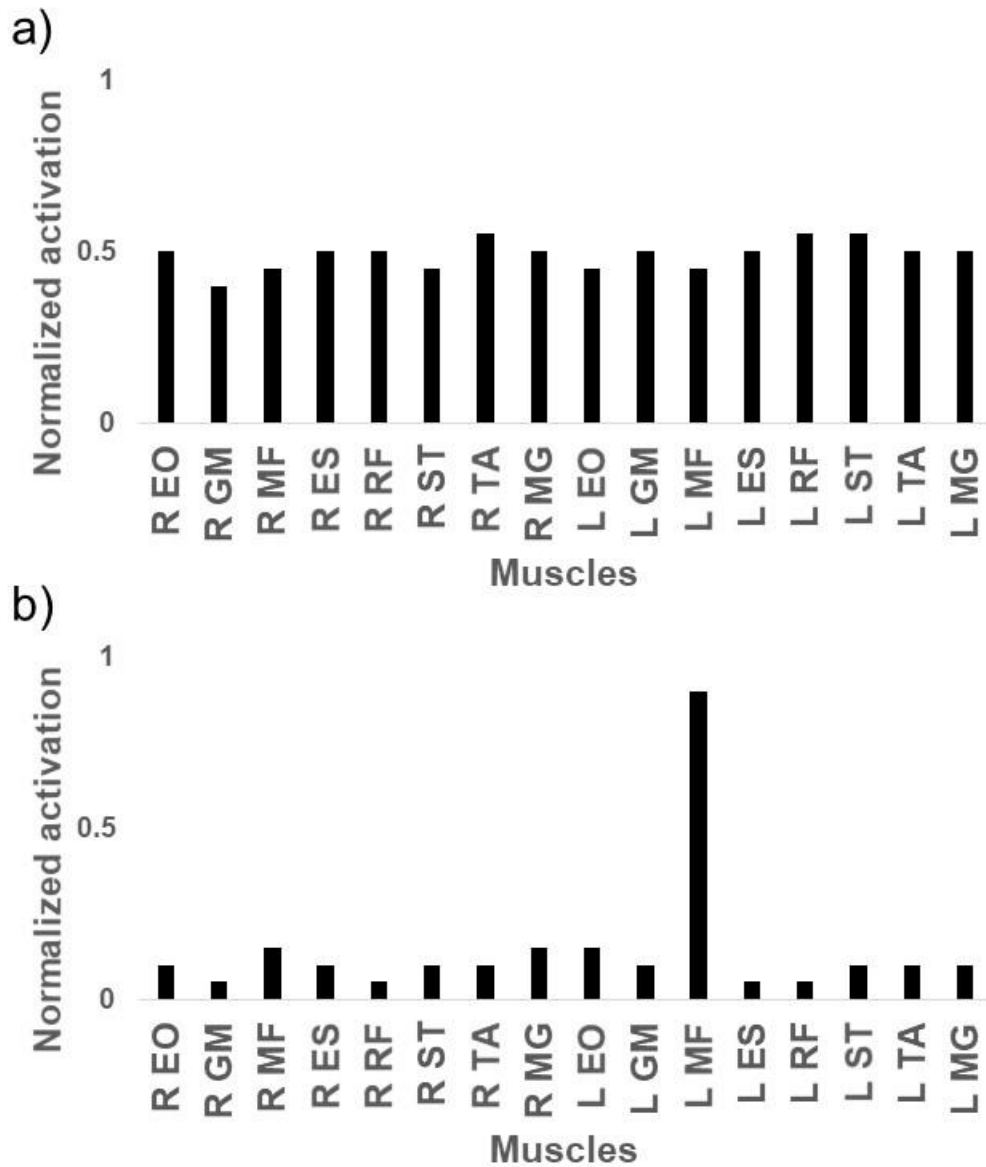 a)
Normalized activation
1
0.5
0
R EO
R GM
R MF
R ES
R RF
R ST
R TA
R MG
L EO
L GM
L MF
L ES
L RF
L ST
L TA
L MG
Muscles
b)
Normalized activation
1
0.5
0
R EO
R GM
R MF
R ES
R RF
R ST
R TA
R MG
L EO
L GM
L MF
L ES
L RF
L ST
L TA
L MG
Muscles